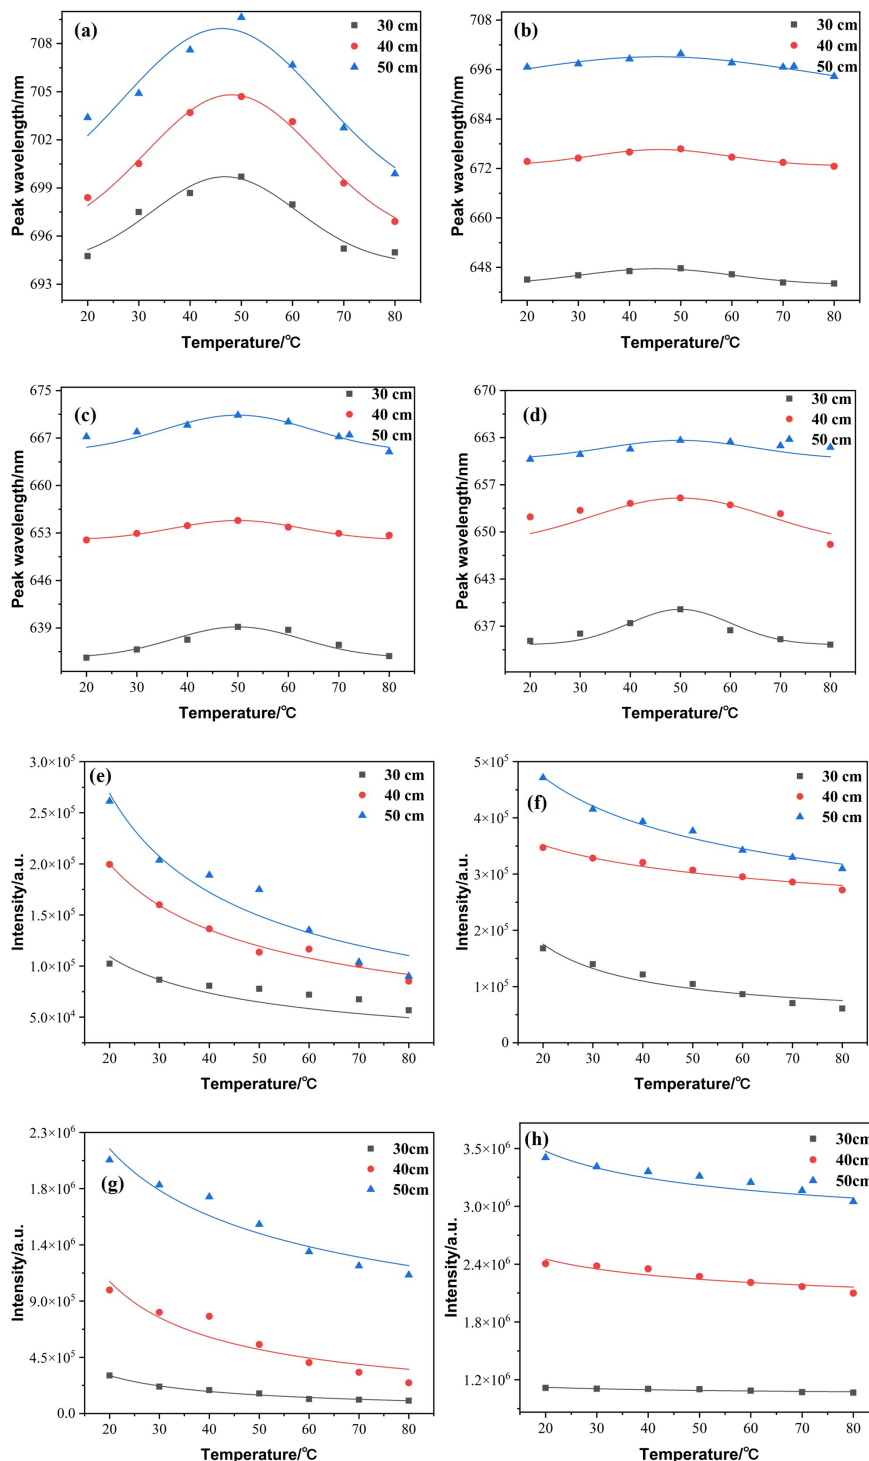 (a)
30 cm
40 cm
50 cm
708
705
702
699
696
693
Peak wavelength/nm
20 30 40 50 60 70 80
Temperature/℃
(b)
30 cm
40 cm
50 cm
708
696
684
672
660
648
Peak wavelength/nm
20 30 40 50 60 70 80
Temperature/℃
(c)
30 cm
40 cm
50 cm
675
667
660
653
646
639
Peak wavelength/nm
20 30 40 50 60 70 80
Temperature/℃
(d)
30 cm
40 cm
50 cm
670
663
657
650
643
637
Peak wavelength/nm
20 30 40 50 60 70 80
Temperature/℃
(e)
30 cm
40 cm
50 cm
3.0×10⁵
2.5×10⁵
2.0×10⁵
1.5×10⁵
1.0×10⁵
5.0×10⁴
Intensity/a.u.
20 30 40 50 60 70 80
Temperature/℃
(f)
30 cm
40 cm
50 cm
5×10⁵
4×10⁵
3×10⁵
2×10⁵
1×10⁵
0
Intensity/a.u.
20 30 40 50 60 70 80
Temperature/℃
(g)
30cm
40cm
50cm
2.3×10⁶
1.8×10⁶
1.4×10⁶
9.0×10⁵
4.5×10⁵
0.0
Intensity/a.u.
20 30 40 50 60 70 80
Temperature/℃
(h)
30cm
40cm
50cm
3.5×10⁶
3.0×10⁶
2.4×10⁶
1.8×10⁶
1.2×10⁶
Intensity/a.u.
20 30 40 50 60 70 80
Temperature/℃